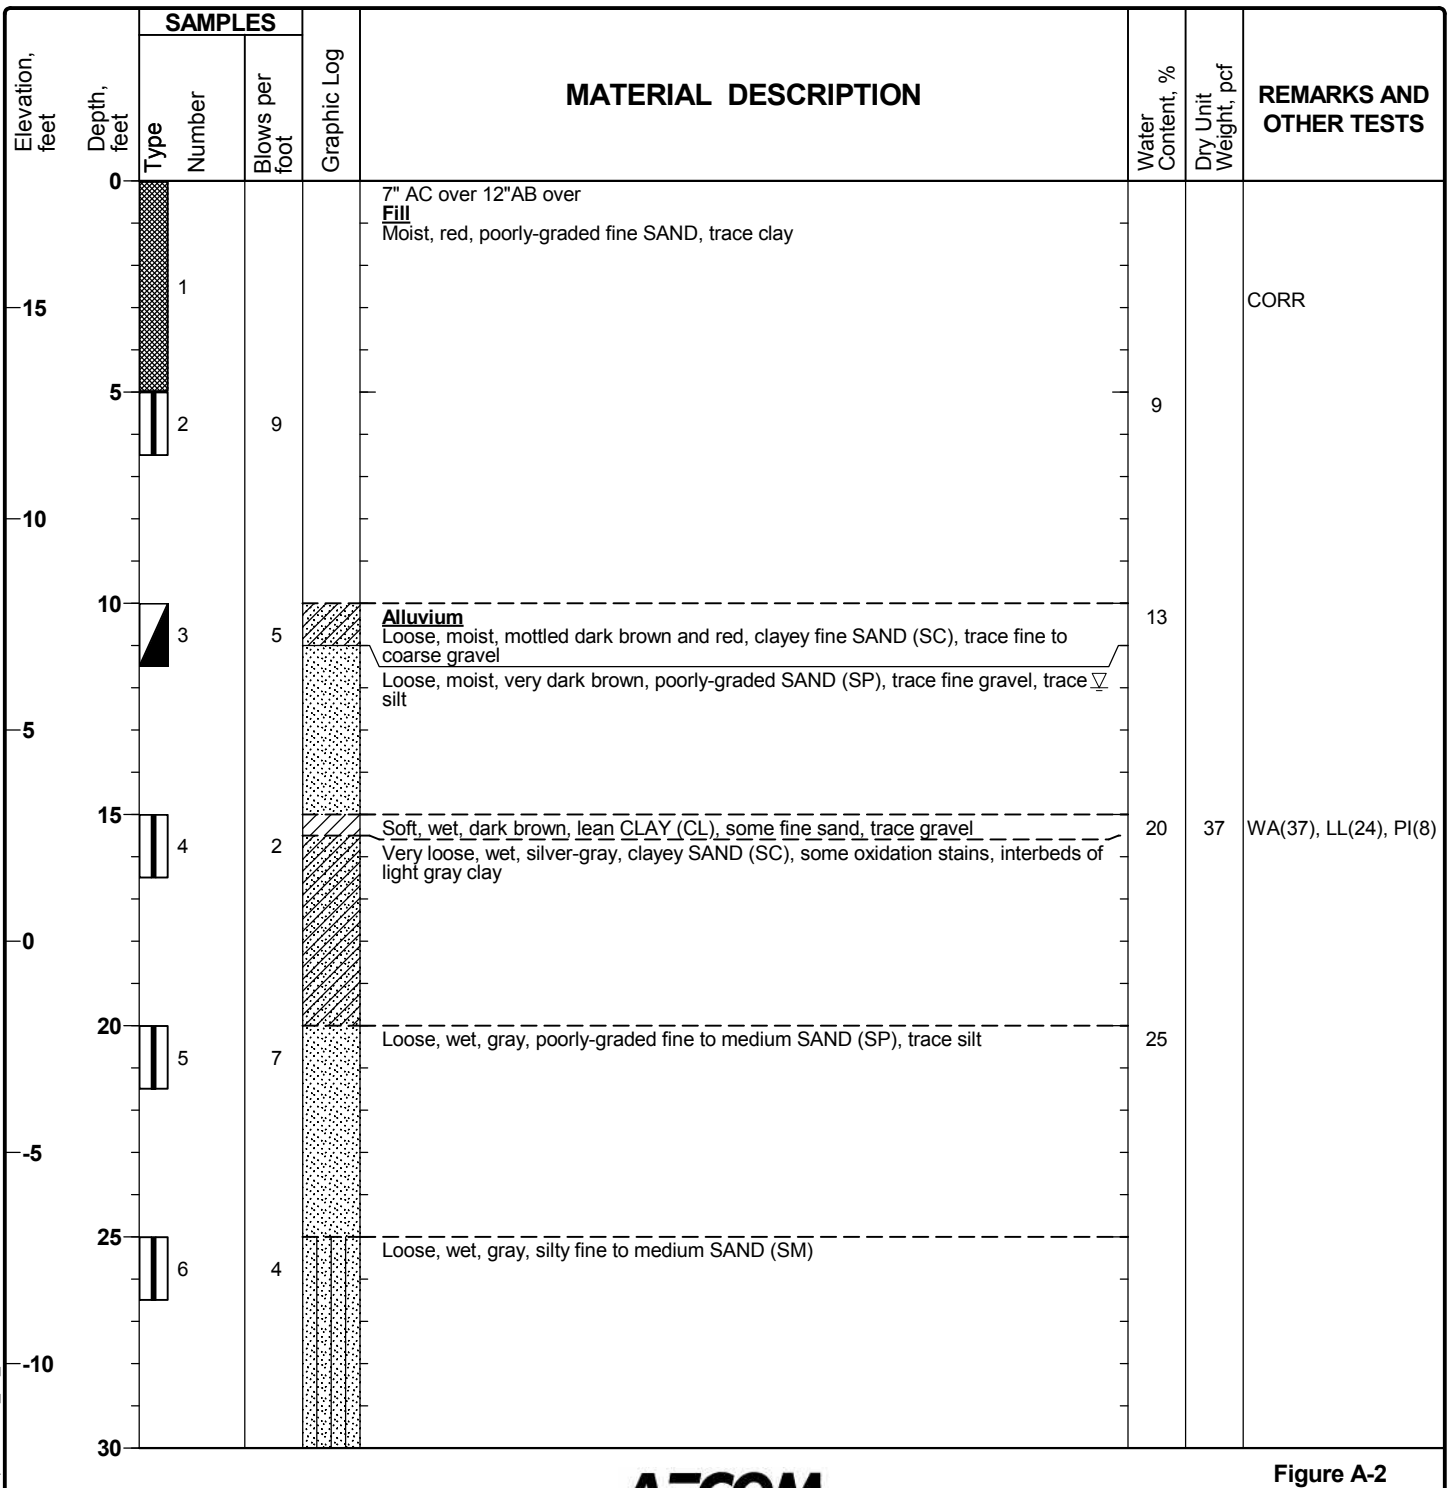 SAMPLES
Elevation,
feet
Depth,
feet
Type
Number
Blows per
foot
Graphic Log
MATERIAL DESCRIPTION
Water
Content, %
Dry Unit
Weight, pcf
REMARKS AND
OTHER TESTS
0
7" AC over 12"AB over
Fill
Moist, red, poorly-graded fine SAND, trace clay
1
15
CORR
5
2
9
9
10
10
Alluvium
3
5
13
Loose, moist, mottled dark brown and red, clayey fine SAND (SC), trace fine to
coarse gravel
Loose, moist, very dark brown, poorly-graded SAND (SP), trace fine gravel, trace
silt
5
15
Soft, wet, dark brown, lean CLAY (CL), some fine sand, trace gravel
20
37
WA(37), LL(24), PI(8)
4
2
Very loose, wet, silver-gray, clayey SAND (SC), some oxidation stains, interbeds of
light gray clay
0
20
Loose, wet, gray, poorly-graded fine to medium SAND (SP), trace silt
25
5
7
-5
25
Loose, wet, gray, silty fine to medium SAND (SM)
6
4
-10
30
AECOM
Figure A-2